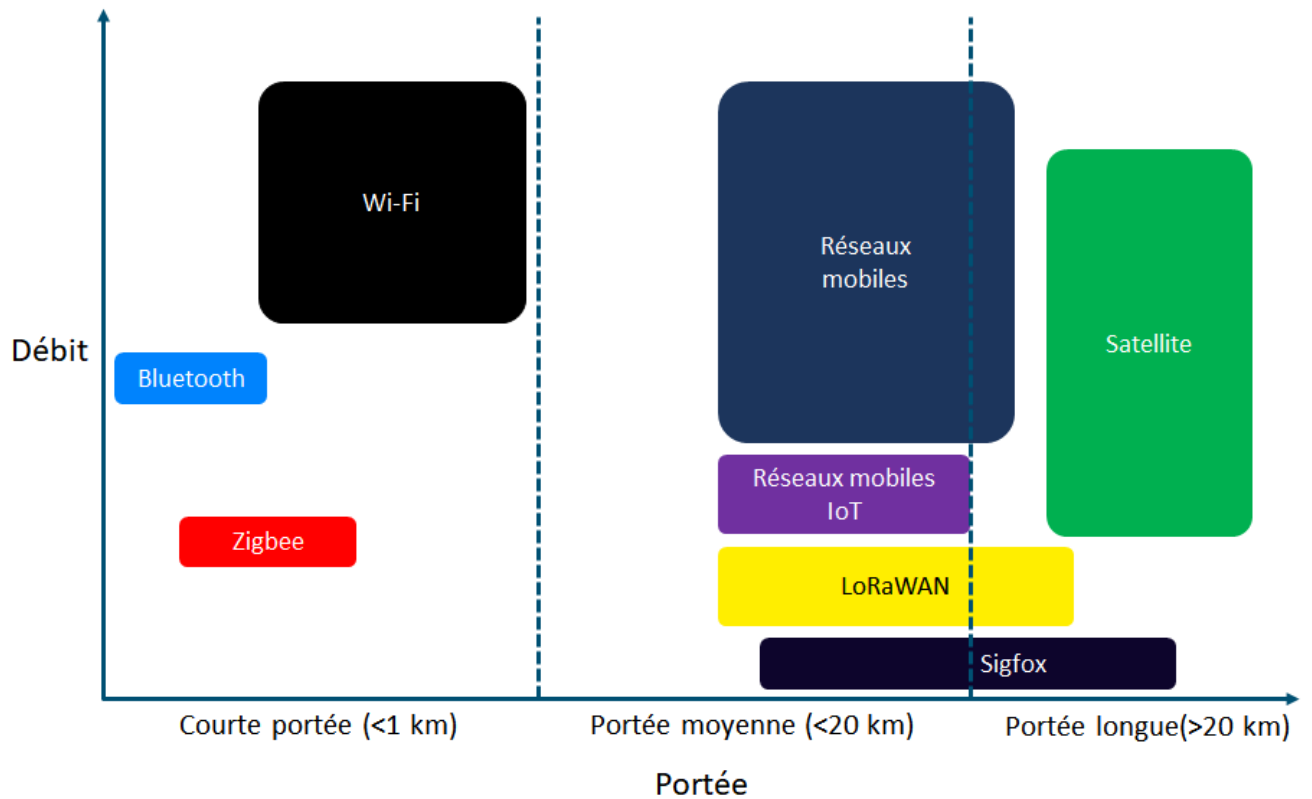 Wi-Fi
Réseaux
mobiles
Débit
Satellite
Bluetooth
Réseaux mobiles
IoT
Zigbee
LoRaWAN
Sigfox
Courte portée (<1 km)
Portée moyenne (<20 km)
Portée longue(>20 km)
Portée